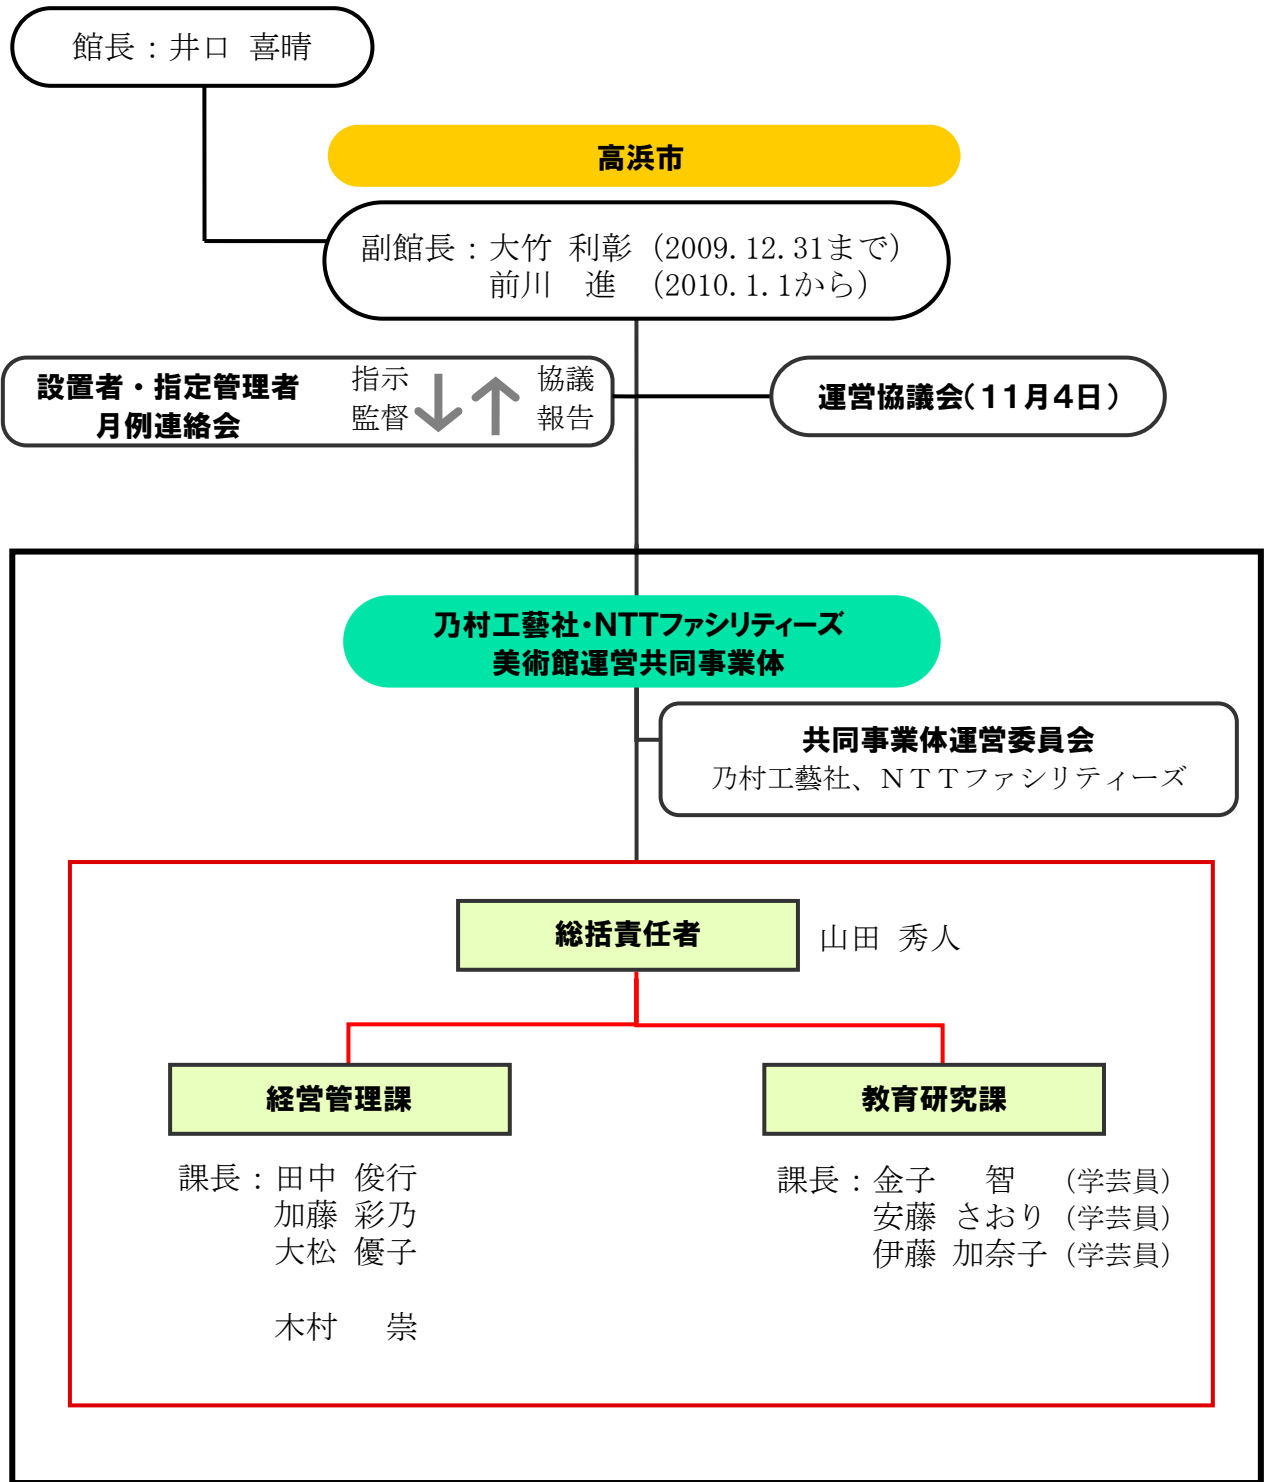 館長：井口 喜晴
高浜市
副館長：大竹 利彰（2009.12.31まで）
前川 進 （2010.1.1から）
設置者・指定管理者
月例連絡会
指示
監督
協議
報告
運営協議会（11月4日）
乃村工藝社・NTTファシリティーズ
美術館運営共同事業体
共同事業体運営委員会
乃村工藝社、ＮＴＴファシリティーズ
総括責任者
山田 秀人
経営管理課
課長：田中 俊行
加藤 彩乃
大松 優子
木村 崇
教育研究課
課長：金子 智 （学芸員）
安藤 さおり（学芸員）
伊藤 加奈子（学芸員）